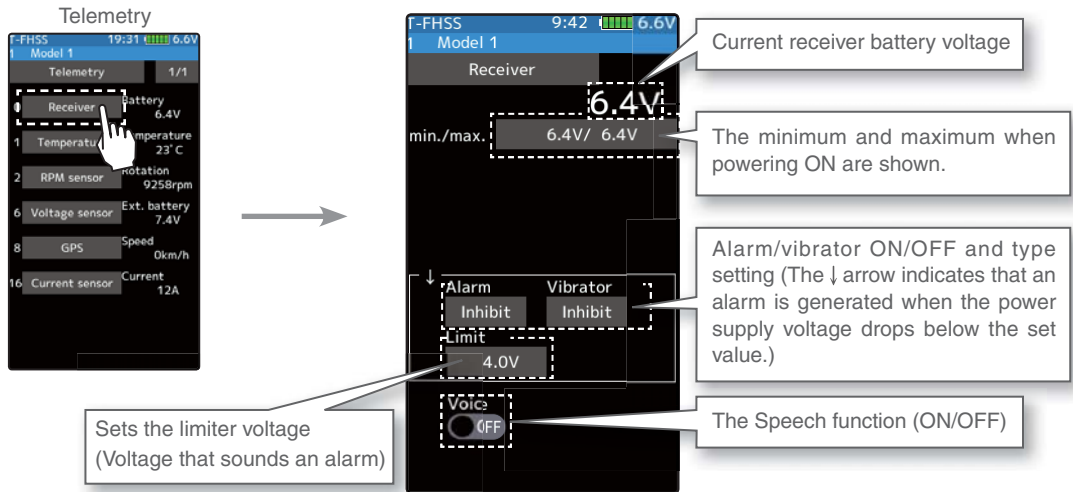 Telemetry
T-FHSS 19:31 6.6V
1 Model 1
Telemetry 1/1
Receiver Battery
6.4V
1 Temperatu mperature
23°C
2 RPM sensor Rotation
9258rpm
6 Voltage sensor Ext. battery
7.4V
8 GPS Speed
0km/h
16 Current sensor Current
12A
T-FHSS 9:42 6.6V
1 Model 1
Receiver
6.4V
min./max. 6.4V/ 6.4V
↓
Alarm Vibrator
Inhibit Inhibit
Limit
4.0V
Voice
OFF
Current receiver battery voltage
The minimum and maximum when
powering ON are shown.
Alarm/vibrator ON/OFF and type
setting (The ↓ arrow indicates that an
alarm is generated when the power
supply voltage drops below the set
value.)
The Speech function (ON/OFF)
Sets the limiter voltage
(Voltage that sounds an alarm)